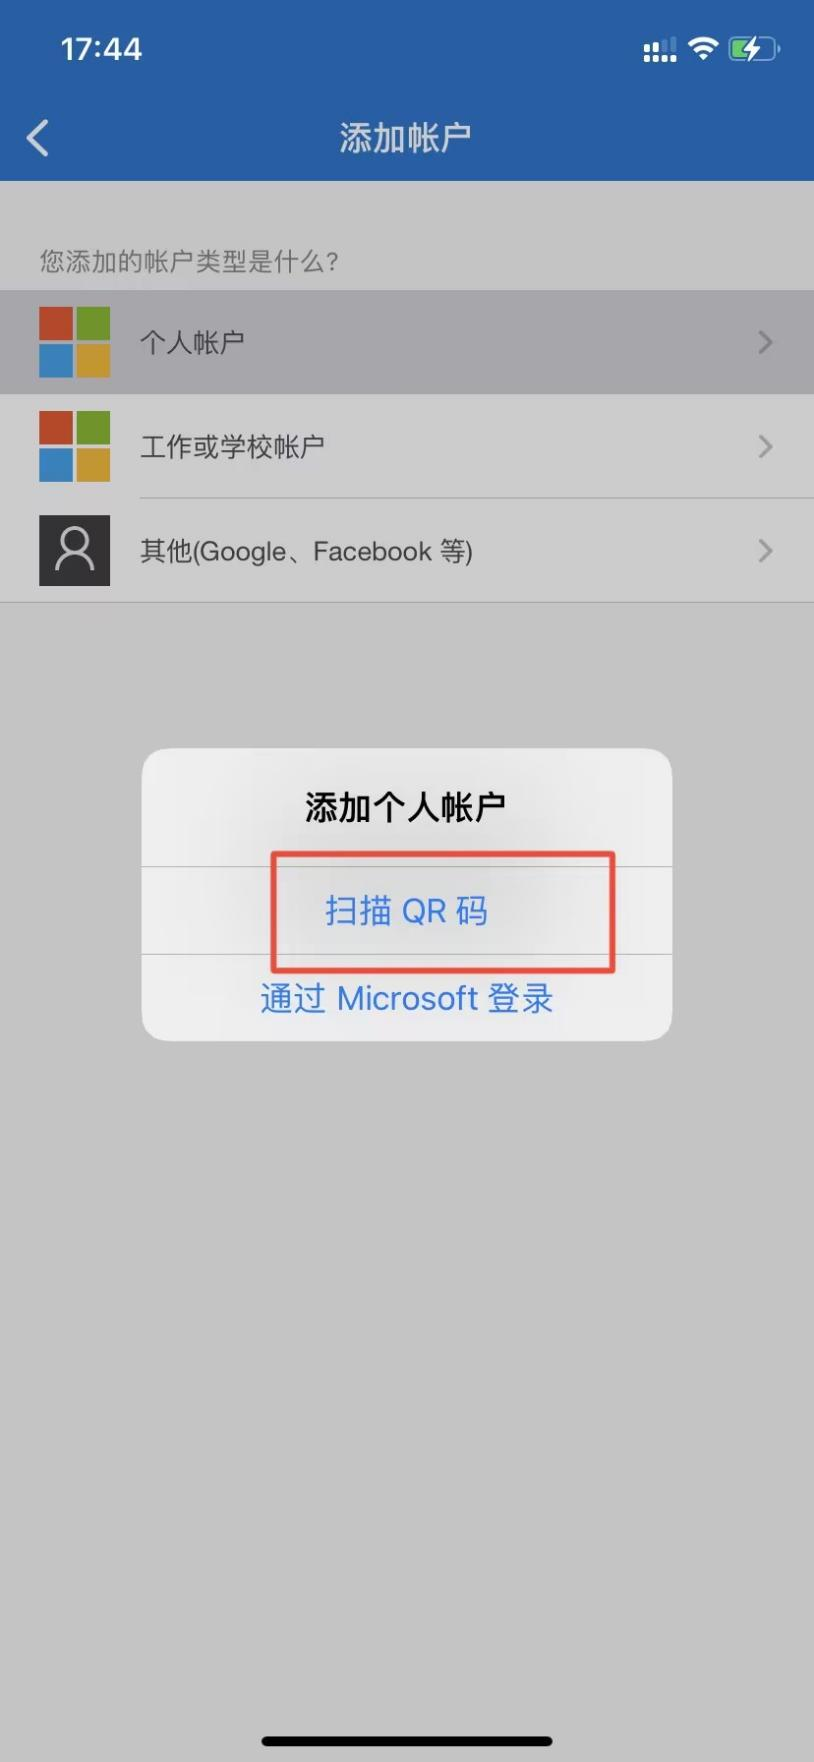 17:44
添加帐户
您添加的帐户类型是什么?
个人帐户
工作或学校帐户
其他(Google、Facebook 等)
添加个人帐户
扫描 QR 码
通过 Microsoft 登录